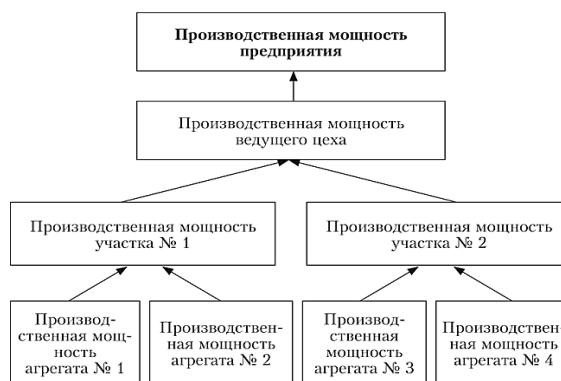 Производственная мощность
предприятия
Производственная мощность
ведущего цеха
Производственная мощность
участка № 1
Производственная мощность
участка № 2
Производ-
ственная мощ-
ность
агрегата № 1
Производствен-
ная мощность
агрегата № 2
Производ-
ственная
мощность
агрегата № 3
Производствен-
ная мощность
агрегата № 4